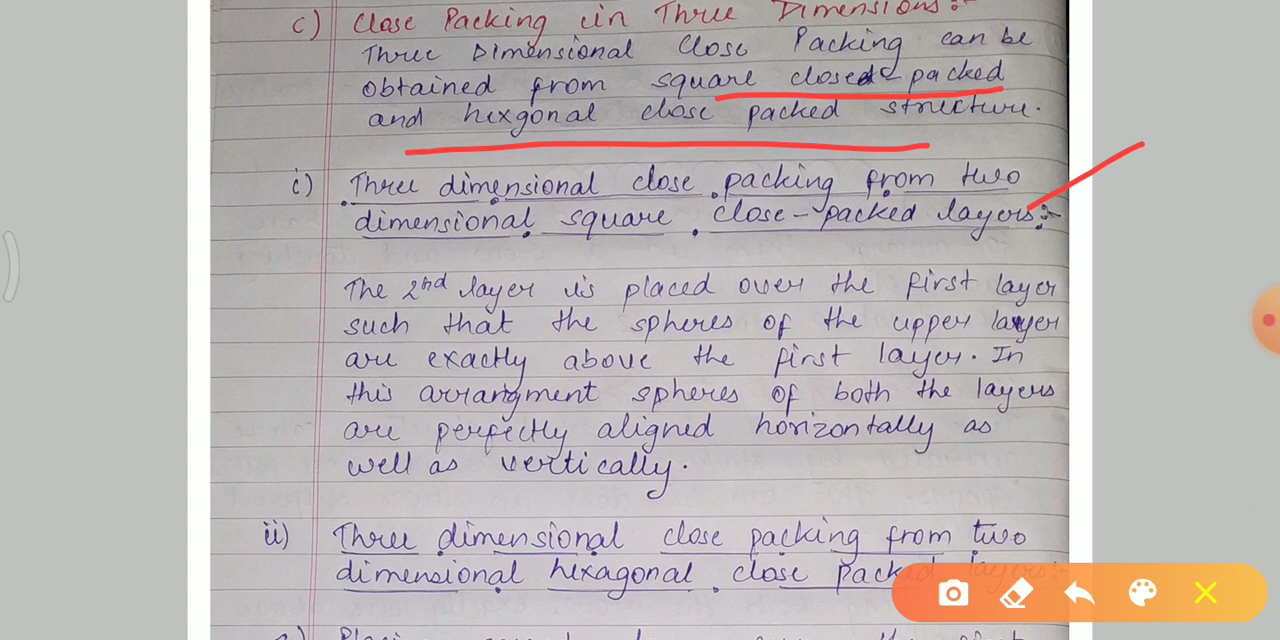 c) Close Packing in Three Dimensions:-
Three Dimensional Close Packing can be
obtained from square closed packed
and hexgonal close packed structure.
i) Three dimensional close packing from two
dimensional square close-packed layers:-
The 2nd layer is placed over the first layer
such that the spheres of the upper layer
are exactly above the first layer. In
this arrangment spheres of both the layers
are perfectly aligned horizontally as
well as vertically.
ii) Three dimensional close packing from two
dimensional hexagonal close packed layers:-